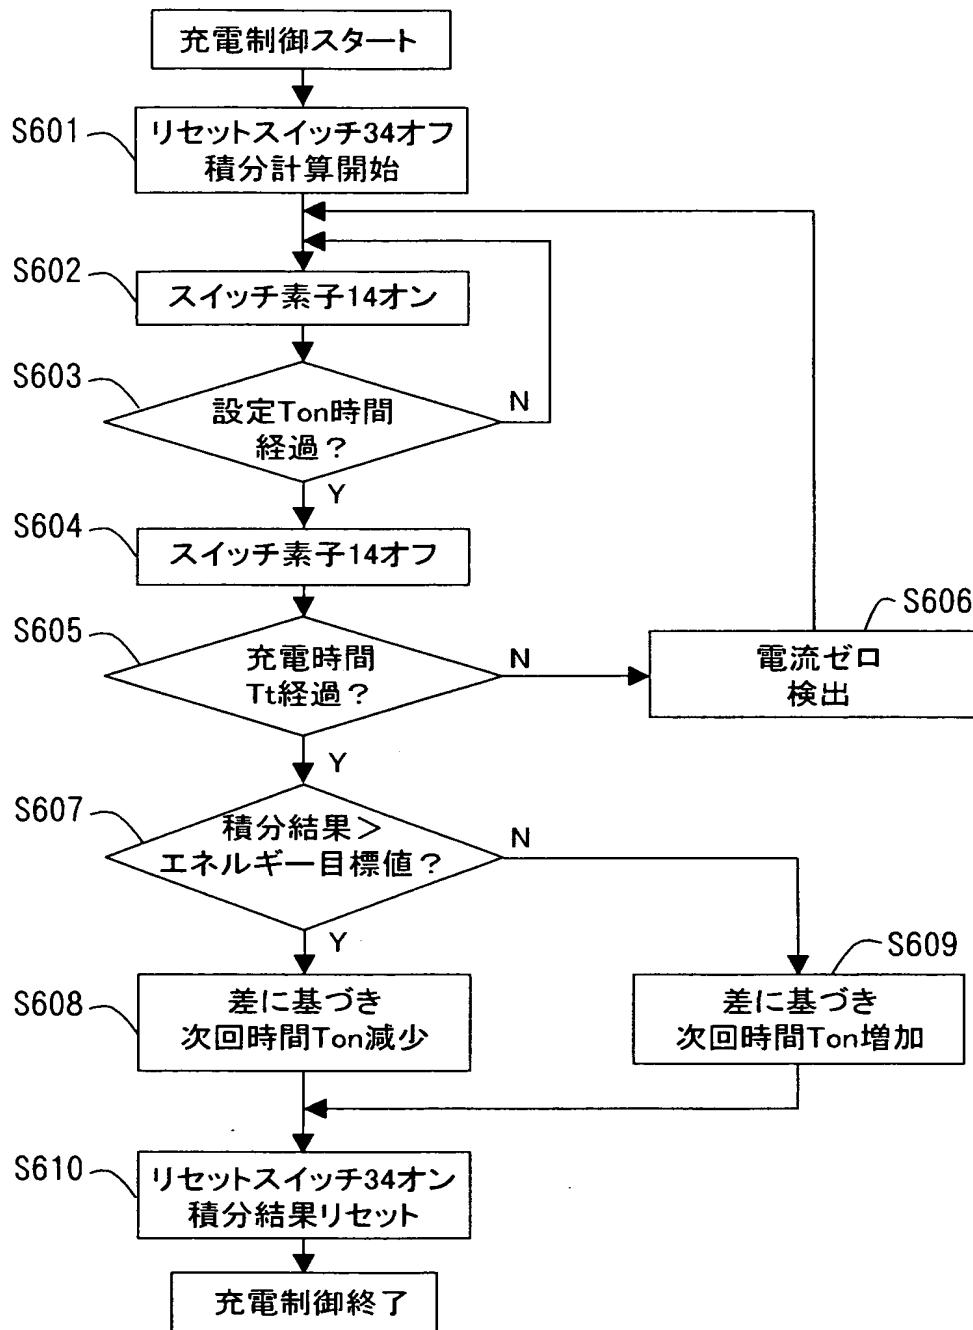 充電制御スタート
S601
リセットスイッチ34オフ
積分計算開始
S602
スイッチ素子14オン
S603
設定Ton時間
経過？
N
Y
S604
スイッチ素子14オフ
S605
充電時間
Tt経過？
N
S606
電流ゼロ
検出
Y
S607
積分結果＞
エネルギー目標値？
N
Y
S608
差に基づき
次回時間Ton減少
S609
差に基づき
次回時間Ton増加
S610
リセットスイッチ34オン
積分結果リセット
充電制御終了